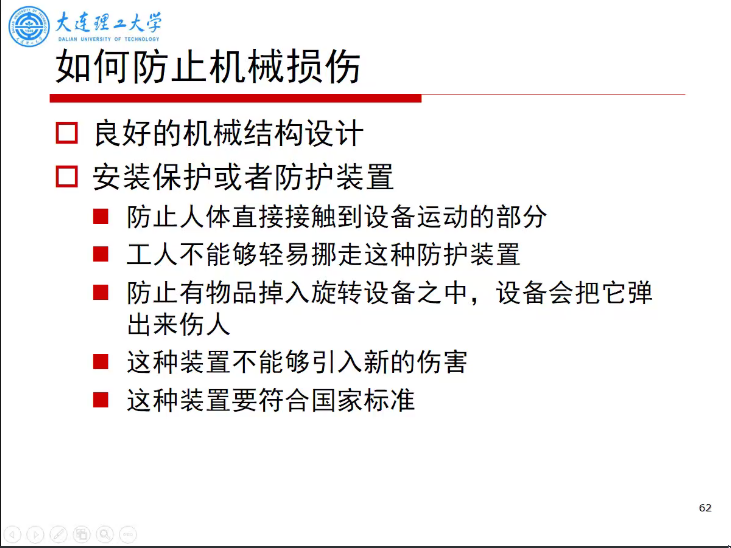 大连理工大学
DALIAN UNIVERSITY OF TECHNOLOGY
如何防止机械损伤
良好的机械结构设计
安装保护或者防护装置
防止人体直接接触到设备运动的部分
工人不能够轻易挪走这种防护装置
防止有物品掉入旋转设备之中，设备会把它弹
出来伤人
这种装置不能够引入新的伤害
这种装置要符合国家标准
62